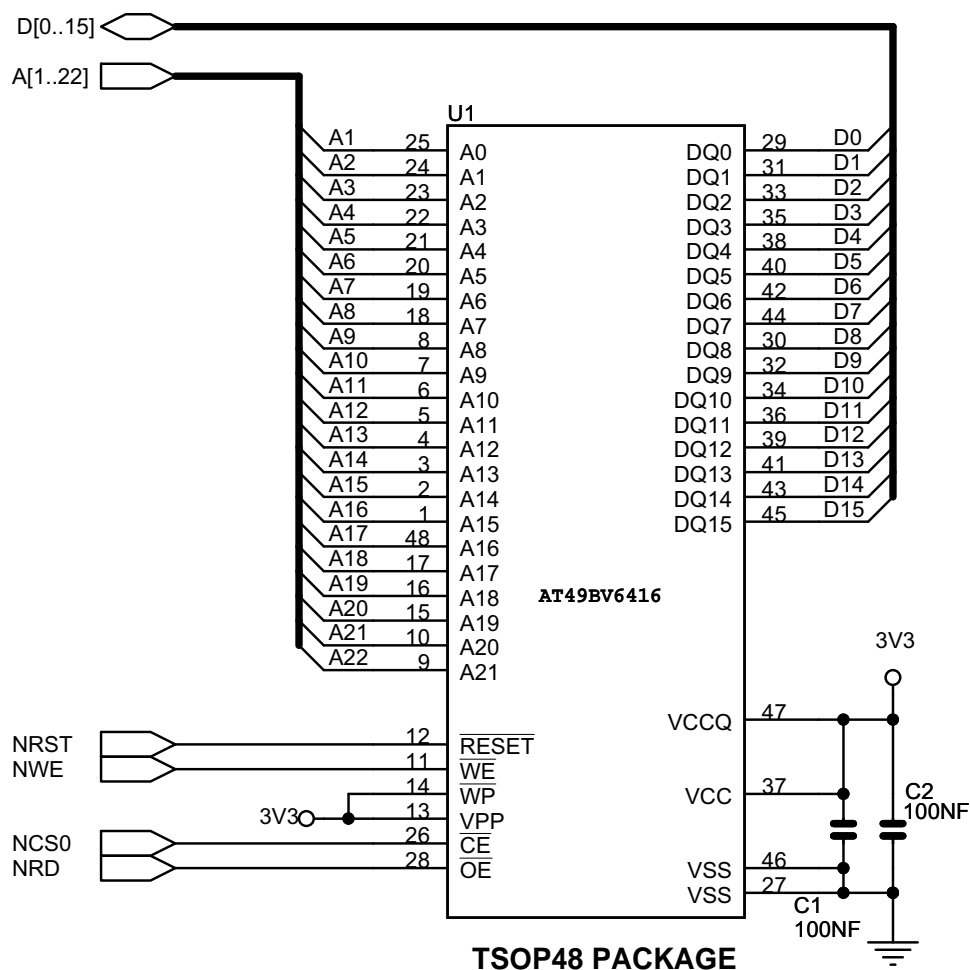 D[0..15]
A[1..22]
U1
A1 25 A0 DQ0 29 D0
A2 24 A1 DQ1 31 D1
A3 23 A2 DQ2 33 D2
A4 22 A3 DQ3 35 D3
A5 21 A4 DQ4 38 D4
A6 20 A5 DQ5 40 D5
A7 19 A6 DQ6 42 D6
A8 18 A7 DQ7 44 D7
A9 8 A8 DQ8 30 D8
A10 7 A9 DQ9 32 D9
A11 6 A10 DQ10 34 D10
A12 5 A11 DQ11 36 D11
A13 4 A12 DQ12 39 D12
A14 3 A13 DQ13 41 D13
A15 2 A14 DQ14 43 D14
A16 1 A15 DQ15 45 D15
A17 48 A16
A18 17 A17
A19 16 A18 AT49BV6416
A20 15 A19
A21 10 A20 3V3
A22 9 A21
VCCQ 47
NRST 12 RESET
NWE 11 WE
14 WP VCC 37 C2
3V3 13 VPP 100NF
NCS0 26 CE
NRD 28 OE VSS 46
VSS 27
C1
100NF
TSOP48 PACKAGE